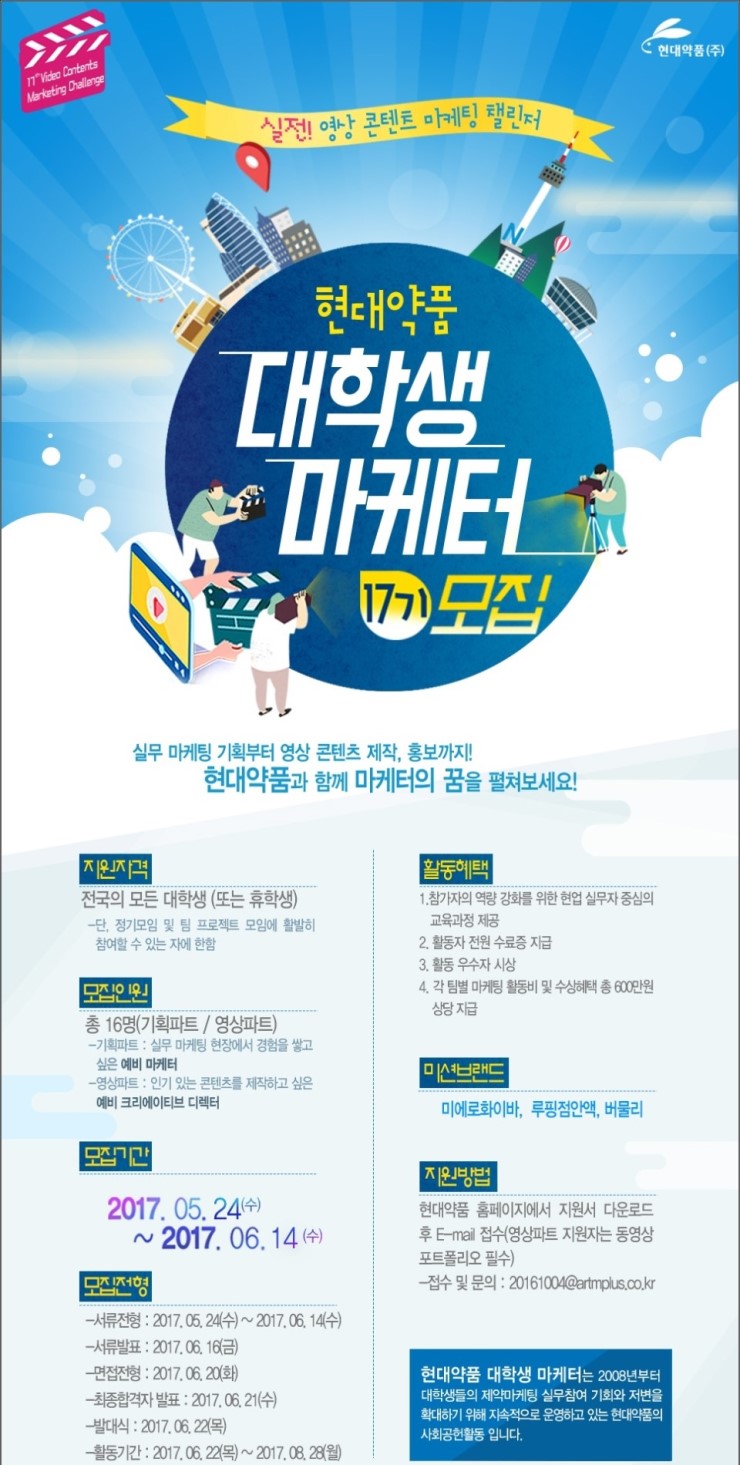 17th Video Contents
Marketing Challenge
현대약품(주)
실전! 영상 콘텐트 마케팅 챌린저
현대약품
대학생
마케터
17기 모집
실무 마케팅 기획부터 영상 콘텐츠 제작, 홍보까지!
현대약품과 함께 마케터의 꿈을 펼쳐보세요!
지원자격
전국의 모든 대학생 (또는 휴학생)
-단, 정기모임 및 팀 프로젝트 모임에 활발히
참여할 수 있는 자에 한함
모집인원
총 16명(기획파트 / 영상파트)
-기획파트 : 실무 마케팅 현장에서 경험을 쌓고
싶은 예비 마케터
-영상파트 : 인기 있는 콘텐츠를 제작하고 싶은
예비 크리에이티브 디렉터
모집기간
2017. 05. 24(수)
~ 2017. 06. 14 (수)
모집전형
-서류전형 : 2017. 05. 24(수) ~ 2017. 06. 14(수)
-서류발표 : 2017. 06. 16(금)
-면접전형 : 2017. 06. 20(화)
-최종합격자 발표 : 2017. 06. 21(수)
-발대식 : 2017. 06. 22(목)
-활동기간 : 2017. 06. 22(목) ~ 2017. 08. 28(월)
활동혜택
1.참가자의 역량 강화를 위한 현업 실무자 중심의
교육과정 제공
2. 활동자 전원 수료증 지급
3. 활동 우수자 시상
4. 각 팀별 마케팅 활동비 및 수상혜택 총 600만원
상당 지급
미션브랜드
미에로화이바, 루핑점안액, 버물리
지원방법
현대약품 홈페이지에서 지원서 다운로드
후 E-mail 접수(영상파트 지원자는 동영상
포트폴리오 필수)
-접수 및 문의 : 20161004@artmplus.co.kr
현대약품 대학생 마케터는 2008년부터
대학생들의 제약마케팅 실무참여 기회와 저변을
확대하기 위해 지속적으로 운영하고 있는 현대약품의
사회공헌활동 입니다.